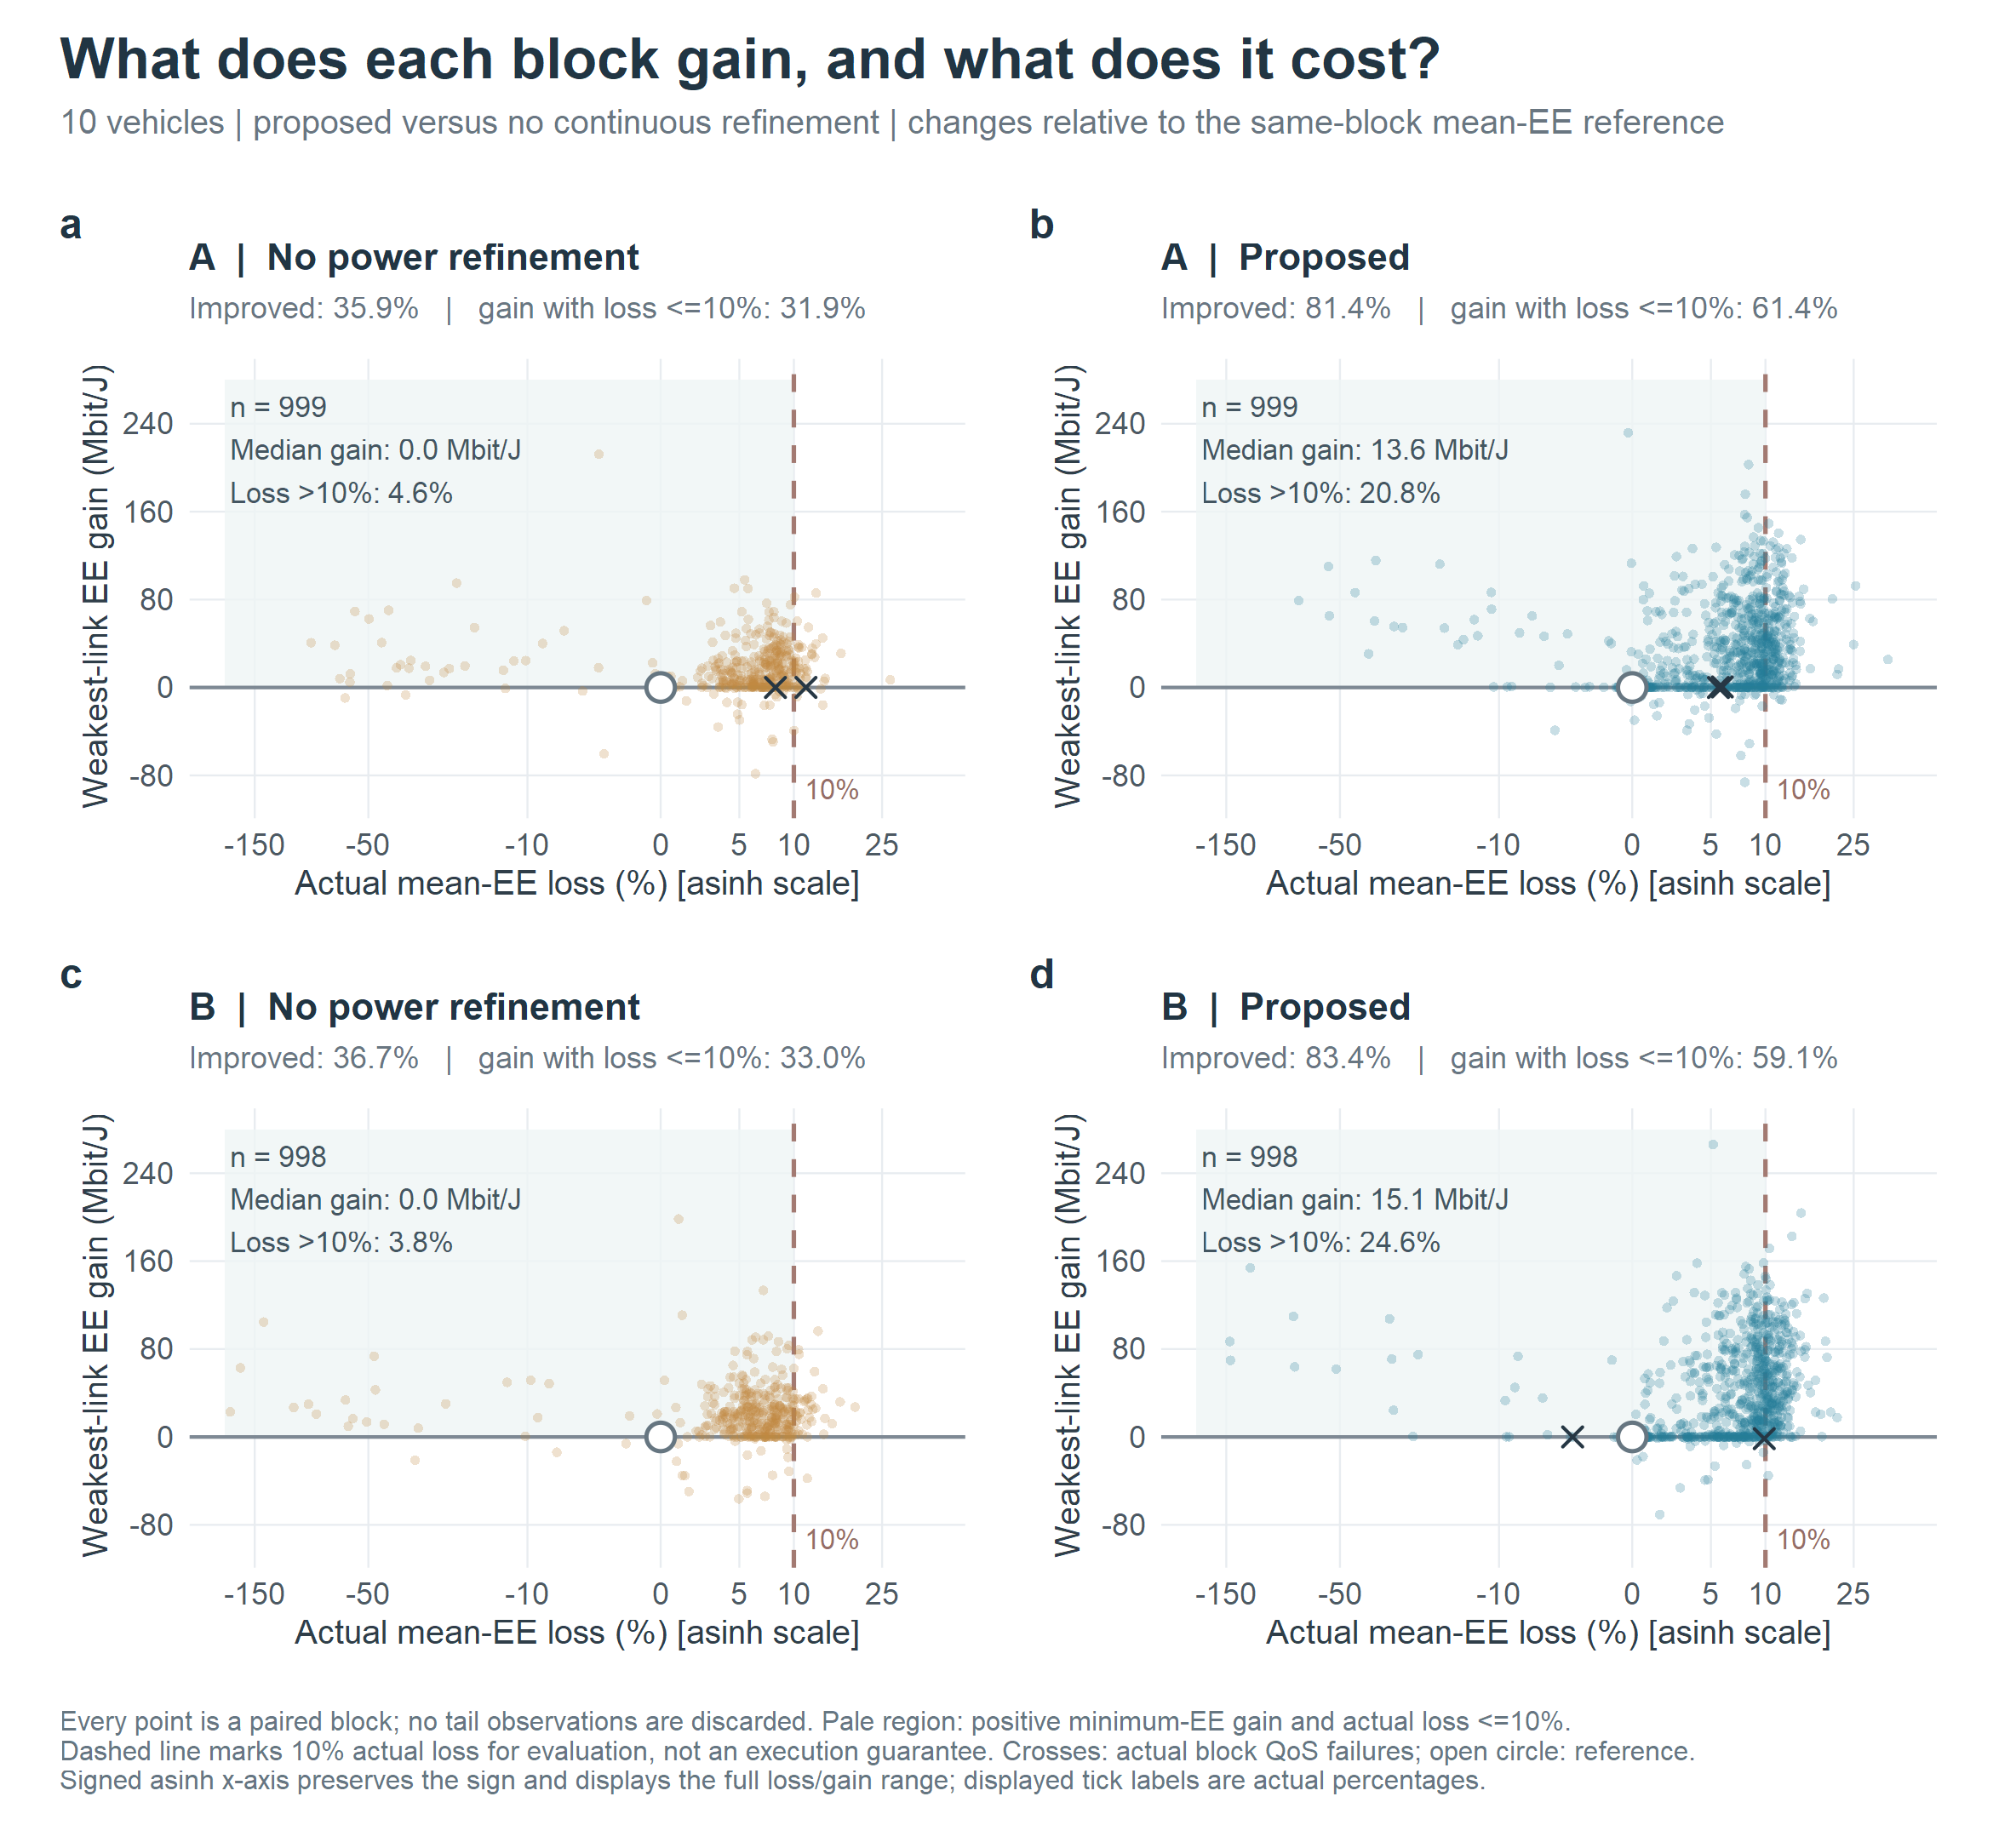 What does each block gain, and what does it cost?
10 vehicles | proposed versus no continuous refinement | changes relative to the same-block mean-EE reference
a
A | No power refinement
Improved: 35.9% | gain with loss <=10%: 31.9%
Weakest-link EE gain (Mbit/J)
240
160
80
0
-80
n = 999
Median gain: 0.0 Mbit/J
Loss >10%: 4.6%
10%
-150 -50 -10 0 5 10 25
Actual mean-EE loss (%) [asinh scale]
b
A | Proposed
Improved: 81.4% | gain with loss <=10%: 61.4%
Weakest-link EE gain (Mbit/J)
240
160
80
0
-80
n = 999
Median gain: 13.6 Mbit/J
Loss >10%: 20.8%
10%
-150 -50 -10 0 5 10 25
Actual mean-EE loss (%) [asinh scale]
c
B | No power refinement
Improved: 36.7% | gain with loss <=10%: 33.0%
Weakest-link EE gain (Mbit/J)
240
160
80
0
-80
n = 998
Median gain: 0.0 Mbit/J
Loss >10%: 3.8%
10%
-150 -50 -10 0 5 10 25
Actual mean-EE loss (%) [asinh scale]
d
B | Proposed
Improved: 83.4% | gain with loss <=10%: 59.1%
Weakest-link EE gain (Mbit/J)
240
160
80
0
-80
n = 998
Median gain: 15.1 Mbit/J
Loss >10%: 24.6%
10%
-150 -50 -10 0 5 10 25
Actual mean-EE loss (%) [asinh scale]
Every point is a paired block; no tail observations are discarded. Pale region: positive minimum-EE gain and actual loss <=10%.
Dashed line marks 10% actual loss for evaluation, not an execution guarantee. Crosses: actual block QoS failures; open circle: reference.
Signed asinh x-axis preserves the sign and displays the full loss/gain range; displayed tick labels are actual percentages.